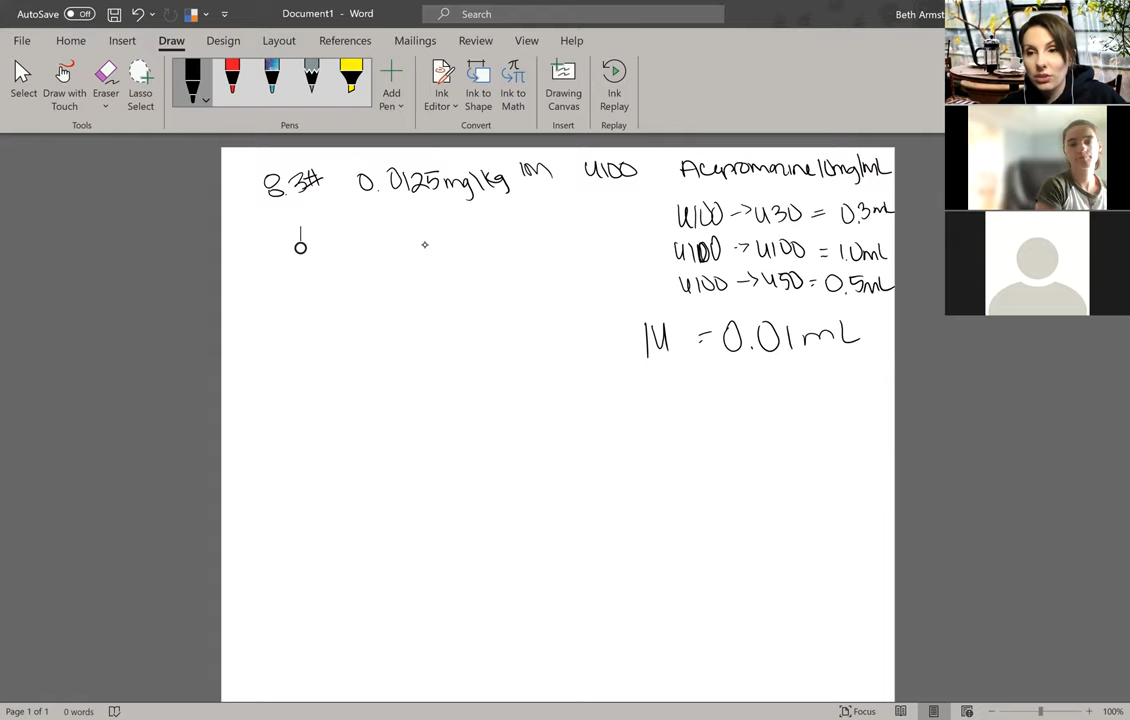 AutoSave Off Document1 - Word Search Beth Armst
File Home Insert Draw Design Layout References Mailings Review View Help
Select Draw with Touch Eraser Lasso Select Add Pen Ink Editor Ink to Shape Ink to Math Drawing Canvas Ink Replay
Tools Pens Convert Insert Replay
8.3# 0.0125mg/kg IM U100 Acepromazine 10mg/mL
U100 -> U30 = 0.3mL
U100 -> U100 = 1.0mL
U100 -> U50 = 0.5mL
1U = 0.01mL
Page 1 of 1 0 words Focus 100%